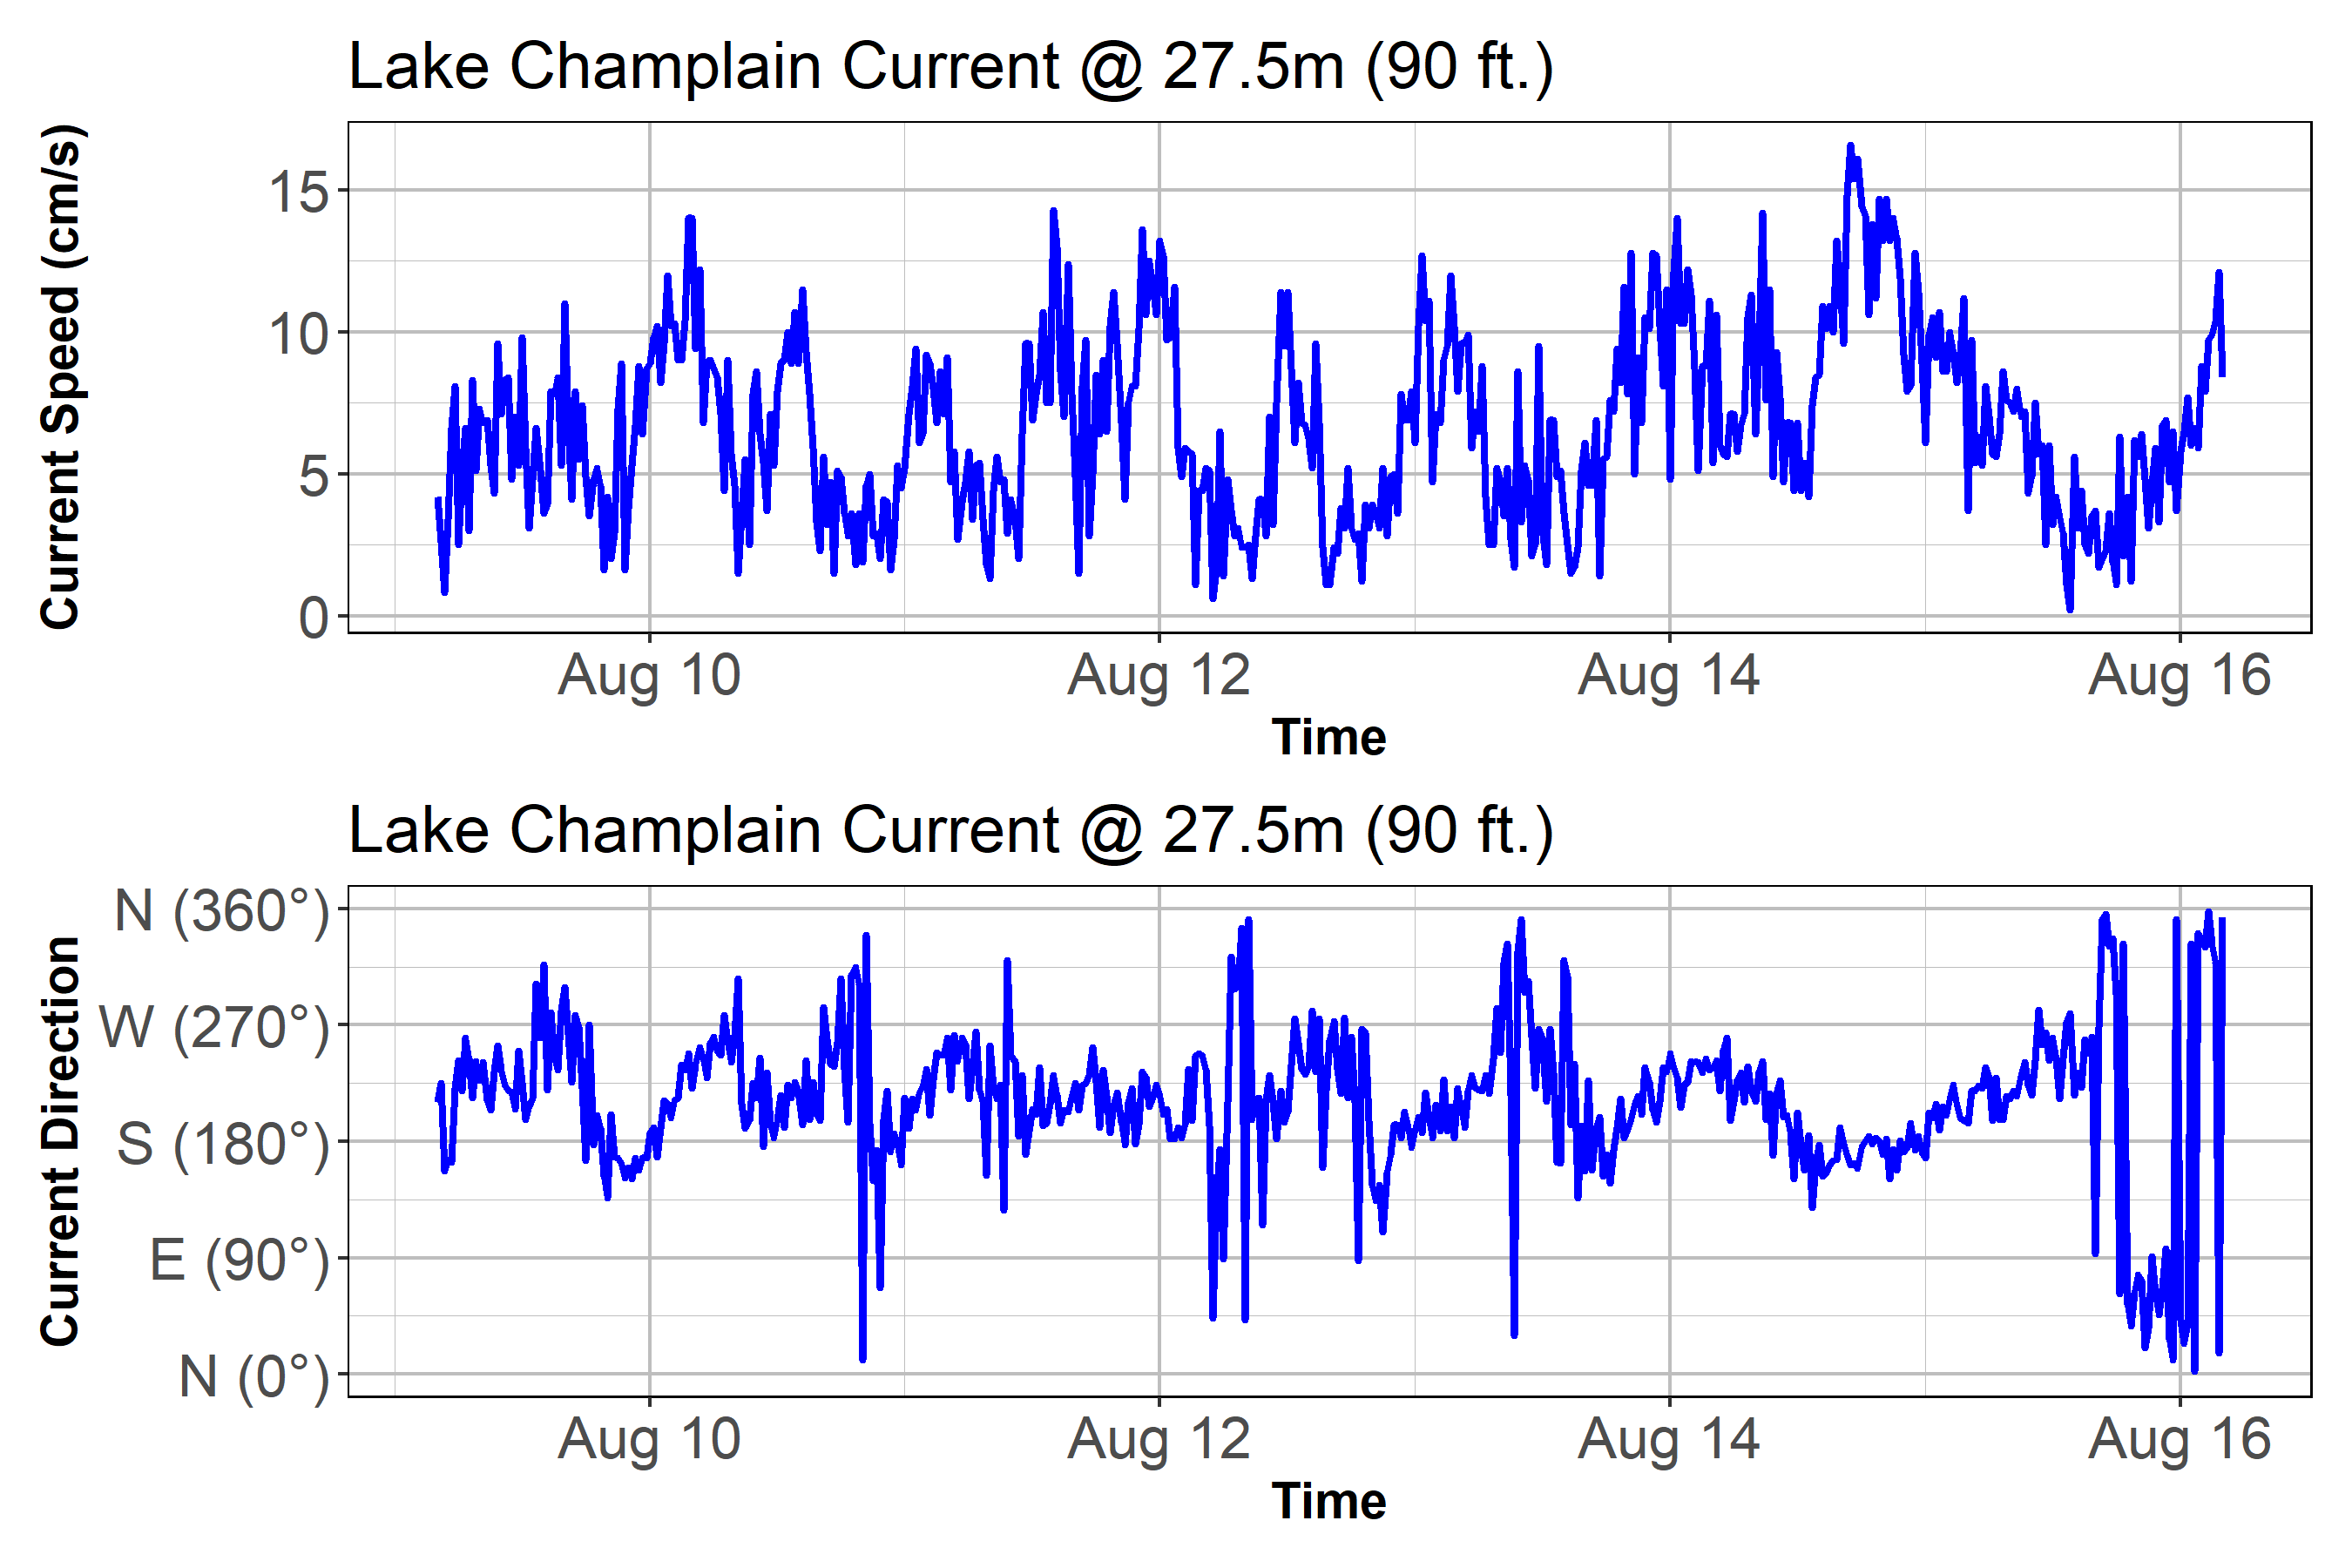 Lake Champlain Current @ 27.5m (90 ft.)
Current Speed (cm/s)
15
10
5
0
Aug 10 Aug 12 Aug 14 Aug 16
Time
Lake Champlain Current @ 27.5m (90 ft.)
Current Direction
N (360°)
W (270°)
S (180°)
E (90°)
N (0°)
Aug 10 Aug 12 Aug 14 Aug 16
Time